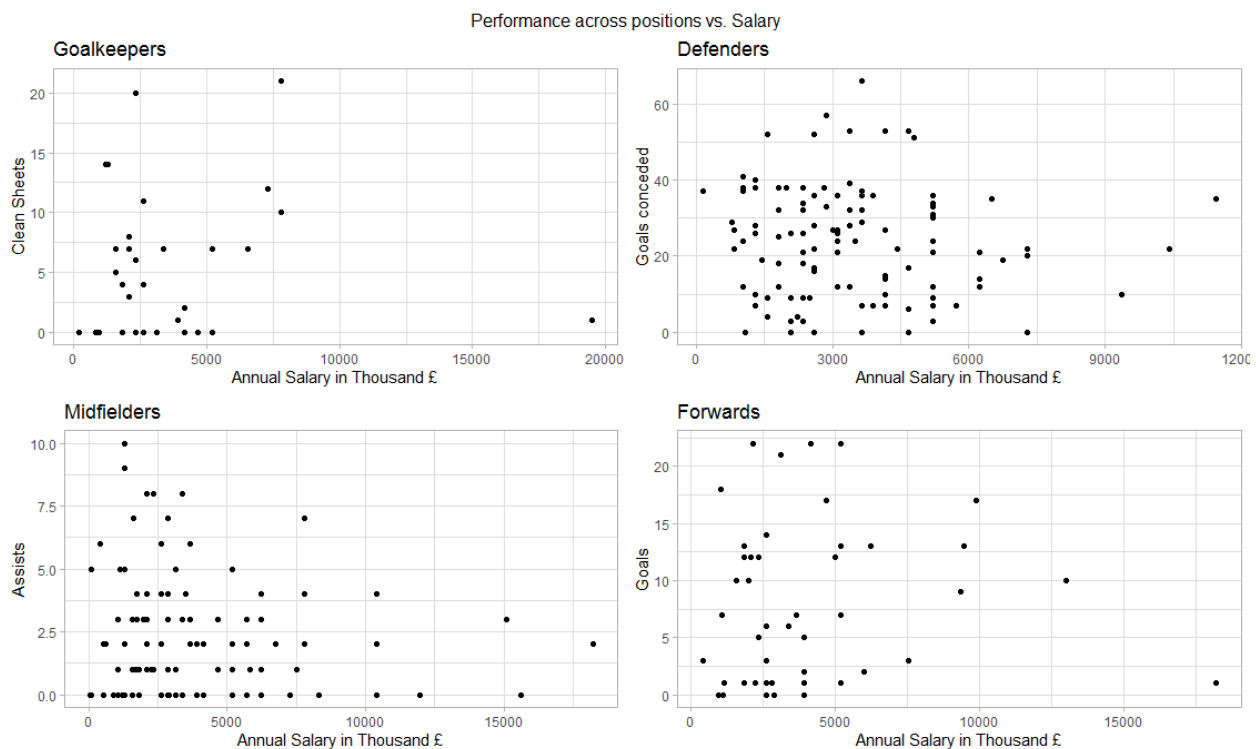 Performance across positions vs. Salary
Goalkeepers
Clean Sheets
20
15
10
5
0
0 5000 10000 15000 20000
Annual Salary in Thousand £
Defenders
Goals conceded
60
40
20
0
0 3000 6000 9000 1200
Annual Salary in Thousand £
Midfielders
Assists
10.0
7.5
5.0
2.5
0.0
0 5000 10000 15000
Annual Salary in Thousand £
Forwards
Goals
20
15
10
5
0
0 5000 10000 15000
Annual Salary in Thousand £